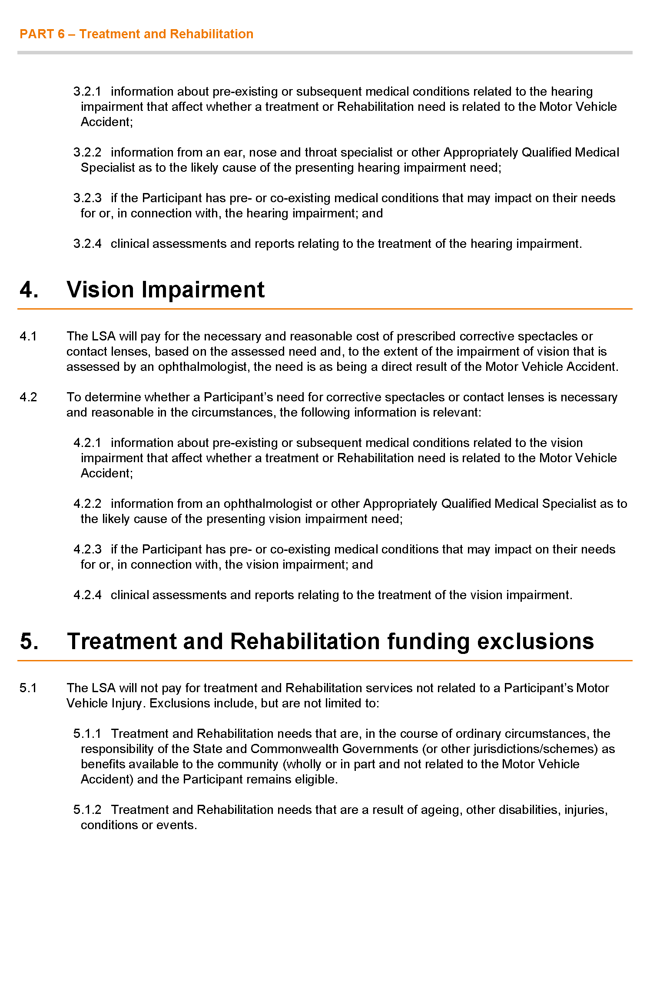 PART 6 – Treatment and Rehabilitation
3.2.1 information about pre-existing or subsequent medical conditions related to the hearing
impairment that affect whether a treatment or Rehabilitation need is related to the Motor Vehicle
Accident;
3.2.2 information from an ear, nose and throat specialist or other Appropriately Qualified Medical
Specialist as to the likely cause of the presenting hearing impairment need;
3.2.3 if the Participant has pre- or co-existing medical conditions that may impact on their needs
for or, in connection with, the hearing impairment; and
3.2.4 clinical assessments and reports relating to the treatment of the hearing impairment.
4. Vision Impairment
4.1 The LSA will pay for the necessary and reasonable cost of prescribed corrective spectacles or
contact lenses, based on the assessed need and, to the extent of the impairment of vision that is
assessed by an ophthalmologist, the need is as being a direct result of the Motor Vehicle Accident.
4.2 To determine whether a Participant’s need for corrective spectacles or contact lenses is necessary
and reasonable in the circumstances, the following information is relevant:
4.2.1 information about pre-existing or subsequent medical conditions related to the vision
impairment that affect whether a treatment or Rehabilitation need is related to the Motor Vehicle
Accident;
4.2.2 information from an ophthalmologist or other Appropriately Qualified Medical Specialist as to
the likely cause of the presenting vision impairment need;
4.2.3 if the Participant has pre- or co-existing medical conditions that may impact on their needs
for or, in connection with, the vision impairment; and
4.2.4 clinical assessments and reports relating to the treatment of the vision impairment.
5. Treatment and Rehabilitation funding exclusions
5.1 The LSA will not pay for treatment and Rehabilitation services not related to a Participant’s Motor
Vehicle Injury. Exclusions include, but are not limited to:
5.1.1 Treatment and Rehabilitation needs that are, in the course of ordinary circumstances, the
responsibility of the State and Commonwealth Governments (or other jurisdictions/schemes) as
benefits available to the community (wholly or in part and not related to the Motor Vehicle
Accident) and the Participant remains eligible.
5.1.2 Treatment and Rehabilitation needs that are a result of ageing, other disabilities, injuries,
conditions or events.